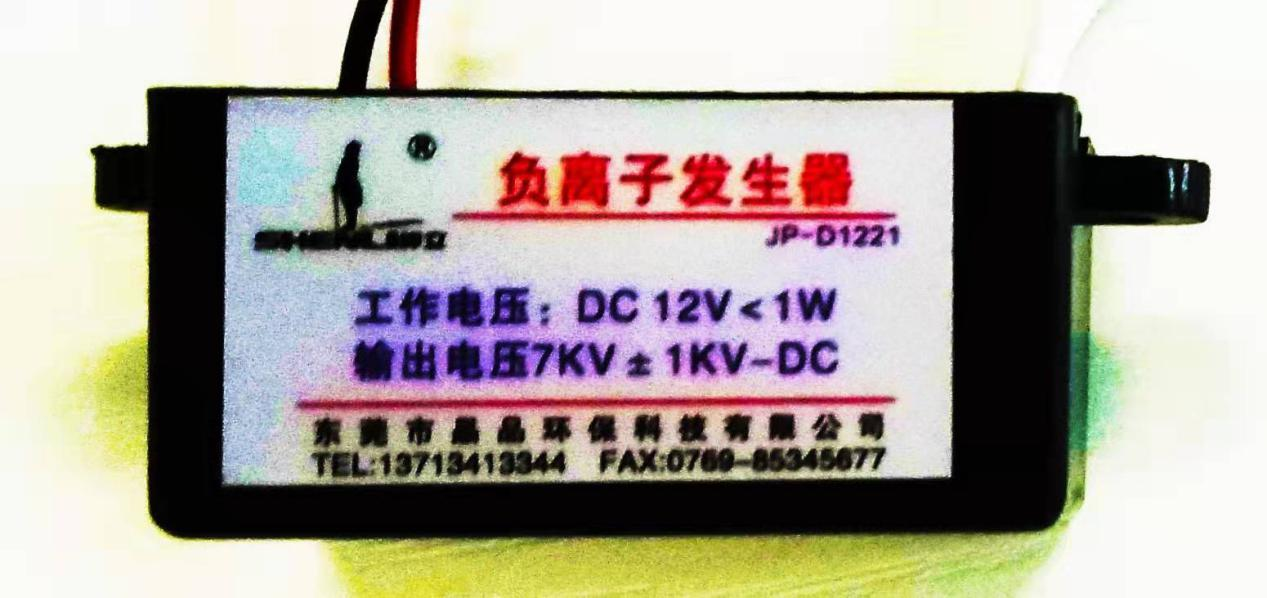 ®
负离子发生器
JP-D1221
工作电压：DC 12V<1W
输出电压7KV±1KV-DC
东莞市晶品环保科技有限公司
TEL:13713413344 FAX:0769-85345677